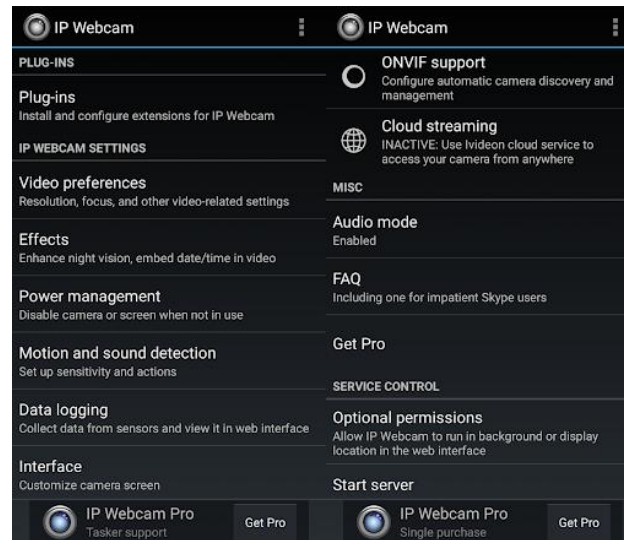 IP Webcam
PLUG-INS
Plug-ins
Install and configure extensions for IP Webcam
IP WEBCAM SETTINGS
Video preferences
Resolution, focus, and other video-related settings
Effects
Enhance night vision, embed date/time in video
Power management
Disable camera or screen when not in use
Motion and sound detection
Set up sensitivity and actions
Data logging
Collect data from sensors and view it in web interface
Interface
Customize camera screen
IP Webcam Pro
Tasker support
Get Pro
IP Webcam
ONVIF support
Configure automatic camera discovery and
management
Cloud streaming
INACTIVE: Use Ivideon cloud service to
access your camera from anywhere
MISC
Audio mode
Enabled
FAQ
Including one for impatient Skype users
Get Pro
SERVICE CONTROL
Optional permissions
Allow IP Webcam to run in background or display
location in the web interface
Start server
IP Webcam Pro
Single purchase
Get Pro